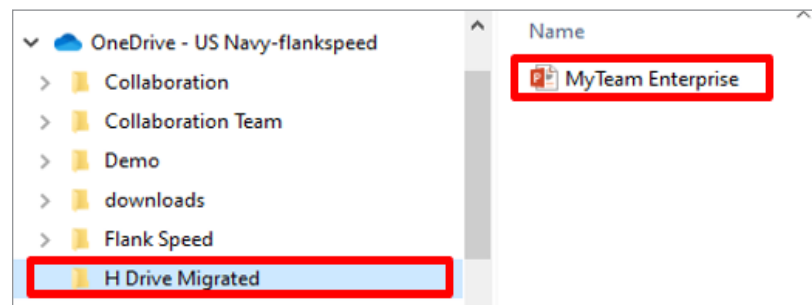 OneDrive - US Navy-flankspeed
Collaboration
Collaboration Team
Demo
downloads
Flank Speed
H Drive Migrated
Name
MyTeam Enterprise